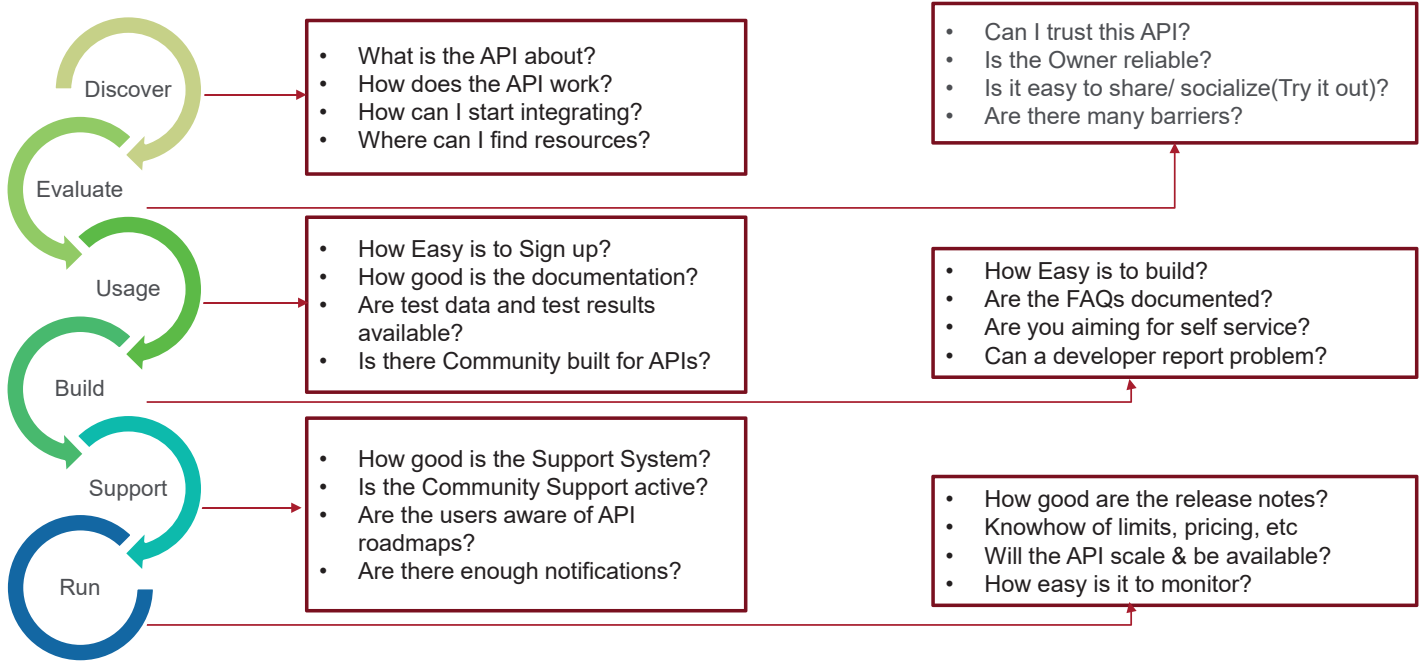 Discover
• What is the API about?
• How does the API work?
• How can I start integrating?
• Where can I find resources?
Evaluate
• Can I trust this API?
• Is the Owner reliable?
• Is it easy to share/ socialize(Try it out)?
• Are there many barriers?
Usage
• How Easy is to Sign up?
• How good is the documentation?
• Are test data and test results
available?
• Is there Community built for APIs?
Build
• How Easy is to build?
• Are the FAQs documented?
• Are you aiming for self service?
• Can a developer report problem?
Support
• How good is the Support System?
• Is the Community Support active?
• Are the users aware of API
roadmaps?
• Are there enough notifications?
Run
• How good are the release notes?
• Knowhow of limits, pricing, etc
• Will the API scale & be available?
• How easy is it to monitor?